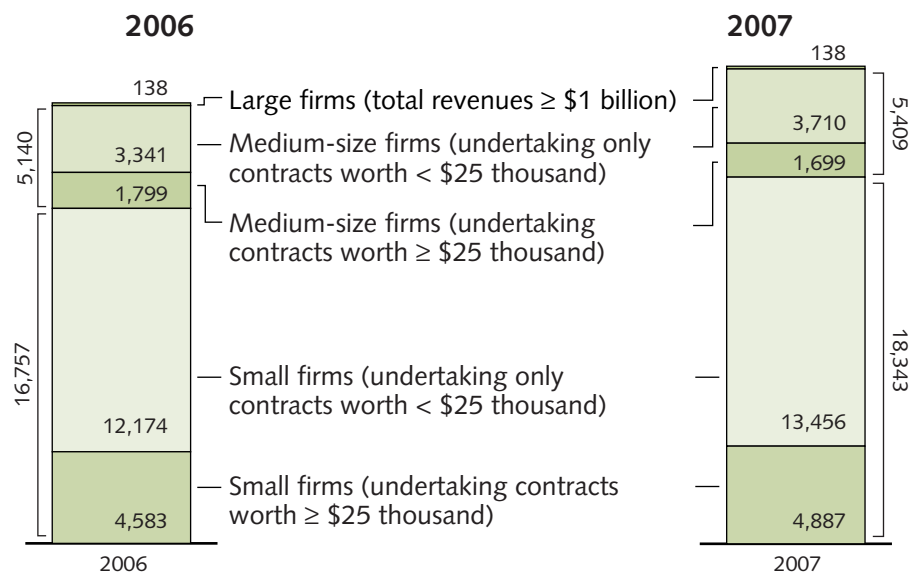 2006
2007
138
3,341
5,140
1,799
16,757
12,174
4,583
2006
Large firms (total revenues ≥ $1 billion)
Medium-size firms (undertaking only
contracts worth < $25 thousand)
Medium-size firms (undertaking
contracts worth ≥ $25 thousand)
Small firms (undertaking only
contracts worth < $25 thousand)
Small firms (undertaking contracts
worth ≥ $25 thousand)
138
3,710
5,409
1,699
18,343
13,456
4,887
2007